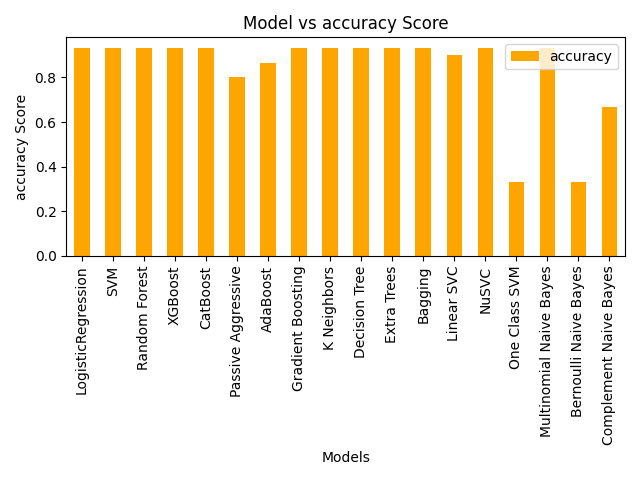 Model vs accuracy Score
accuracy
accuracy Score
0.8
0.6
0.4
0.2
0.0
LogisticRegression
SVM
Random Forest
XGBoost
CatBoost
Passive Aggressive
AdaBoost
Gradient Boosting
K Neighbors
Decision Tree
Extra Trees
Bagging
Linear SVC
NuSVC
One Class SVM
Multinomial Naive Bayes
Bernoulli Naive Bayes
Complement Naive Bayes
Models